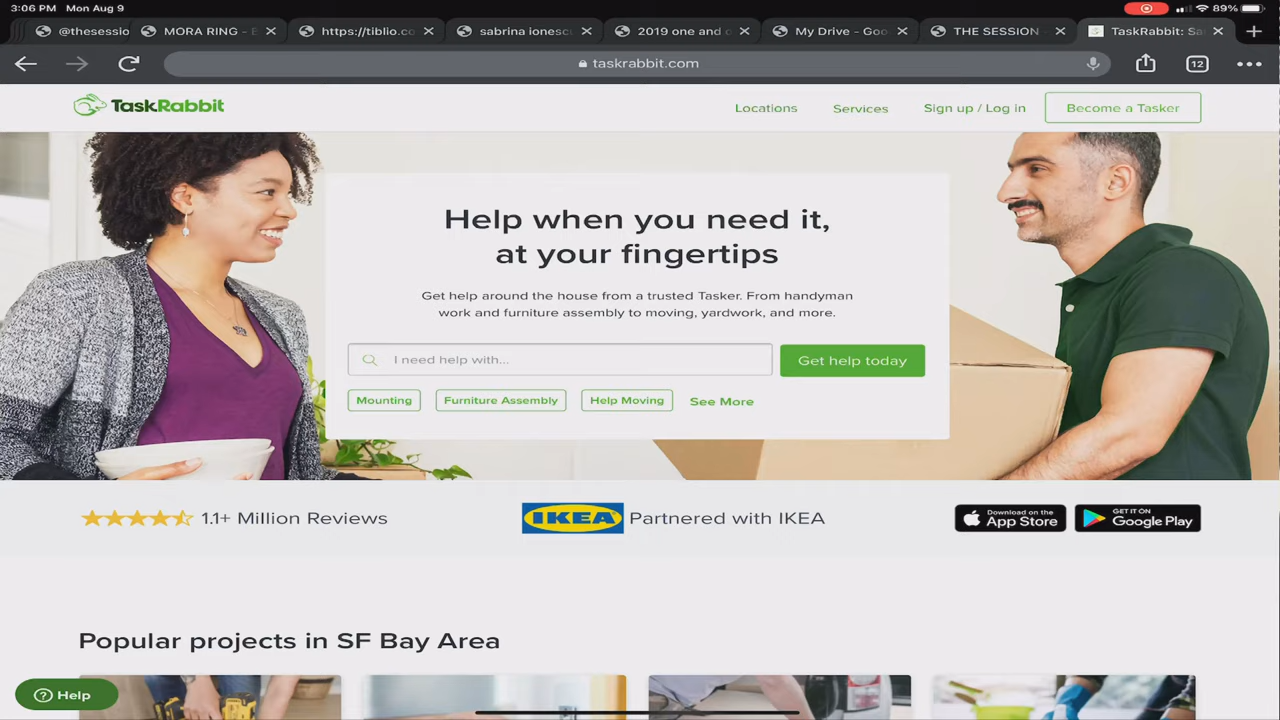 3:06 PM Mon Aug 9
89%
@thesessio
MORA RING - E
https://tiblio.co
sabrina ionesc
2019 one and o
My Drive - Goo
THE SESSION -
TaskRabbit: Sa
taskrabbit.com
12
TaskRabbit
Locations
Services
Sign up / Log in
Become a Tasker
Help when you need it,
at your fingertips
Get help around the house from a trusted Tasker. From handyman
work and furniture assembly to moving, yardwork, and more.
I need help with...
Get help today
Mounting
Furniture Assembly
Help Moving
See More
1.1+ Million Reviews
IKEA
Partnered with IKEA
Download on the
App Store
GET IT ON
Google Play
Popular projects in SF Bay Area
Help